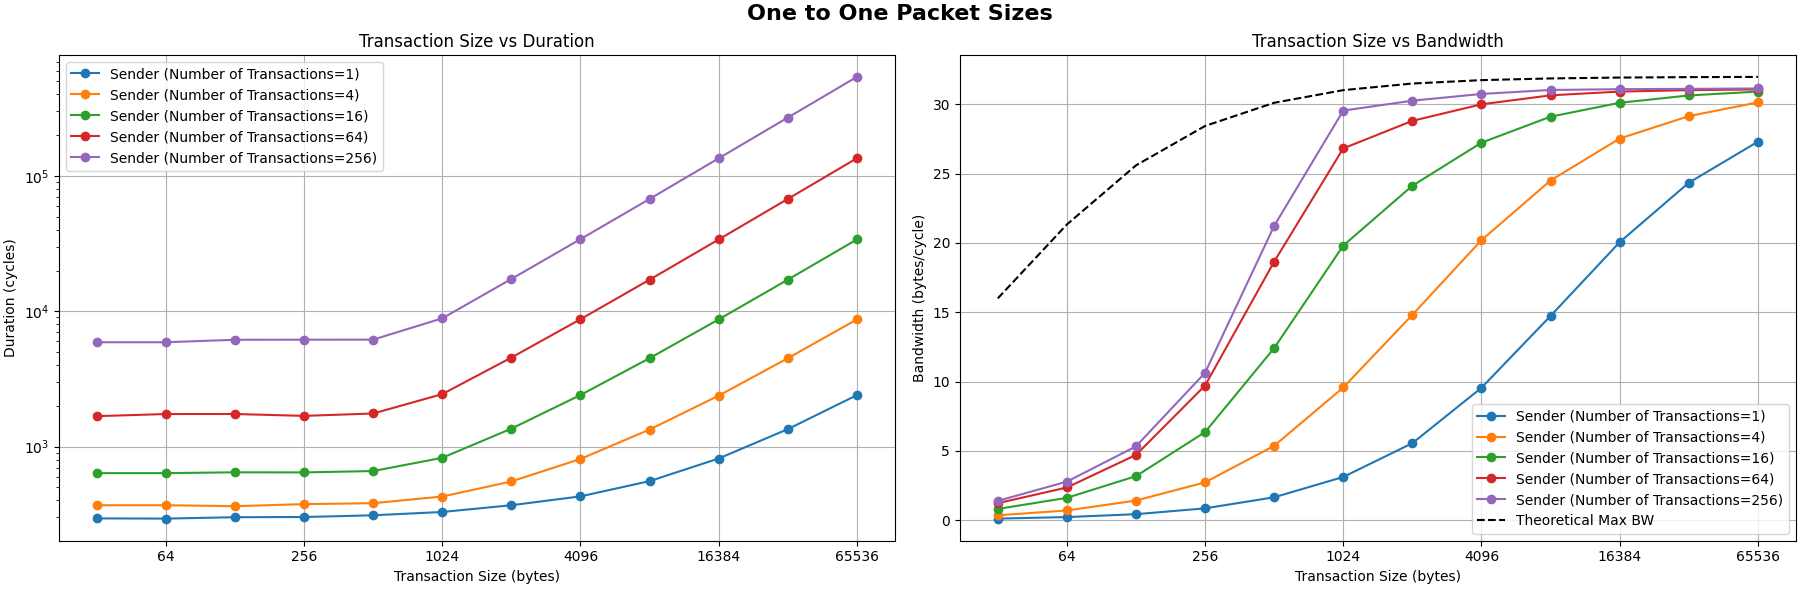 One to One Packet Sizes
Transaction Size vs Duration
Sender (Number of Transactions=1)
Sender (Number of Transactions=4)
Sender (Number of Transactions=16)
Sender (Number of Transactions=64)
Sender (Number of Transactions=256)
10^5
10^4
10^3
Duration (cycles)
64
256
1024
4096
16384
65536
Transaction Size (bytes)
Transaction Size vs Bandwidth
30
25
20
15
10
5
0
Bandwidth (bytes/cycle)
Sender (Number of Transactions=1)
Sender (Number of Transactions=4)
Sender (Number of Transactions=16)
Sender (Number of Transactions=64)
Sender (Number of Transactions=256)
Theoretical Max BW
64
256
1024
4096
16384
65536
Transaction Size (bytes)